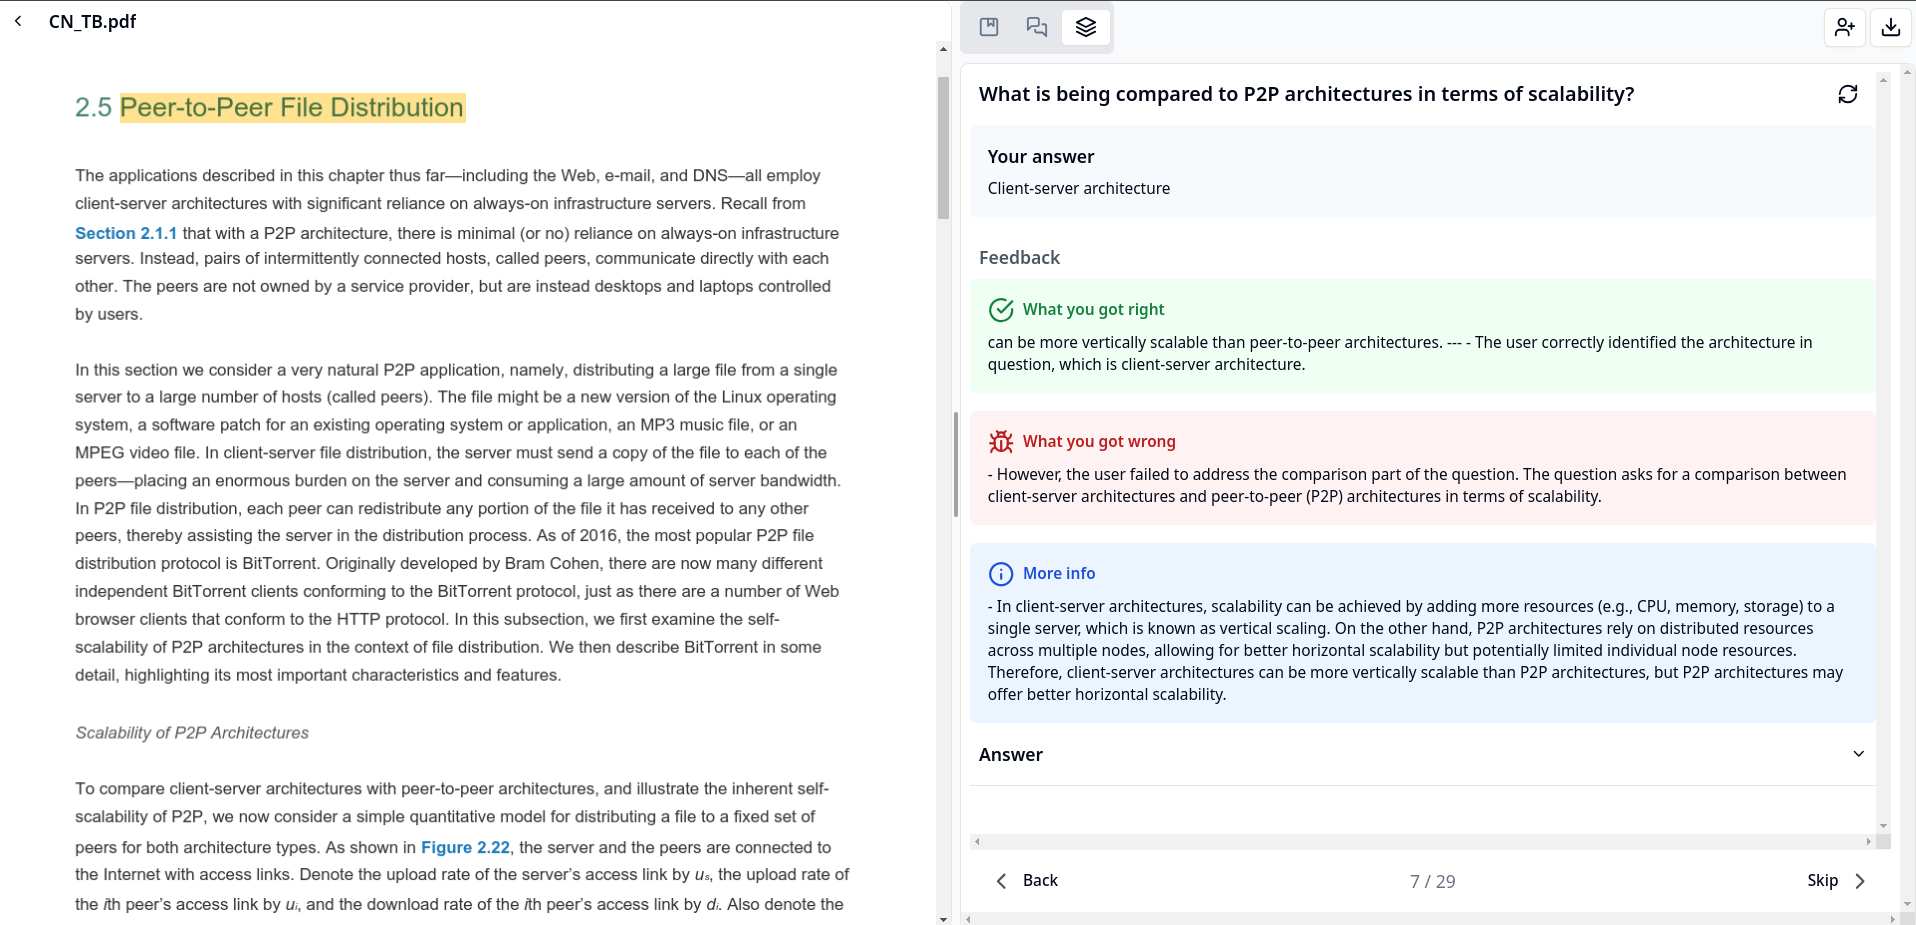 CN_TB.pdf
2.5 Peer-to-Peer File Distribution
The applications described in this chapter thus far—including the Web, e-mail, and DNS—all employ
client-server architectures with significant reliance on always-on infrastructure servers. Recall from
Section 2.1.1 that with a P2P architecture, there is minimal (or no) reliance on always-on infrastructure
servers. Instead, pairs of intermittently connected hosts, called peers, communicate directly with each
other. The peers are not owned by a service provider, but are instead desktops and laptops controlled
by users.
In this section we consider a very natural P2P application, namely, distributing a large file from a single
server to a large number of hosts (called peers). The file might be a new version of the Linux operating
system, a software patch for an existing operating system or application, an MP3 music file, or an
MPEG video file. In client-server file distribution, the server must send a copy of the file to each of the
peers—placing an enormous burden on the server and consuming a large amount of server bandwidth.
In P2P file distribution, each peer can redistribute any portion of the file it has received to any other
peers, thereby assisting the server in the distribution process. As of 2016, the most popular P2P file
distribution protocol is BitTorrent. Originally developed by Bram Cohen, there are now many different
independent BitTorrent clients conforming to the BitTorrent protocol, just as there are a number of Web
browser clients that conform to the HTTP protocol. In this subsection, we first examine the self-
scalability of P2P architectures in the context of file distribution. We then describe BitTorrent in some
detail, highlighting its most important characteristics and features.
Scalability of P2P Architectures
To compare client-server architectures with peer-to-peer architectures, and illustrate the inherent self-
scalability of P2P, we now consider a simple quantitative model for distributing a file to a fixed set of
peers for both architecture types. As shown in Figure 2.22, the server and the peers are connected to
the Internet with access links. Denote the upload rate of the server's access link by us, the upload rate of
the ith peer's access link by ui, and the download rate of the ith peer's access link by di. Also denote the
What is being compared to P2P architectures in terms of scalability?
Your answer
Client-server architecture
Feedback
What you got right
can be more vertically scalable than peer-to-peer architectures. --- - The user correctly identified the architecture in
question, which is client-server architecture.
What you got wrong
- However, the user failed to address the comparison part of the question. The question asks for a comparison between
client-server architectures and peer-to-peer (P2P) architectures in terms of scalability.
More info
- In client-server architectures, scalability can be achieved by adding more resources (e.g., CPU, memory, storage) to a
single server, which is known as vertical scaling. On the other hand, P2P architectures rely on distributed resources
across multiple nodes, allowing for better horizontal scalability but potentially limited individual node resources.
Therefore, client-server architectures can be more vertically scalable than P2P architectures, but P2P architectures may
offer better horizontal scalability.
Answer
Back
7 / 29
Skip